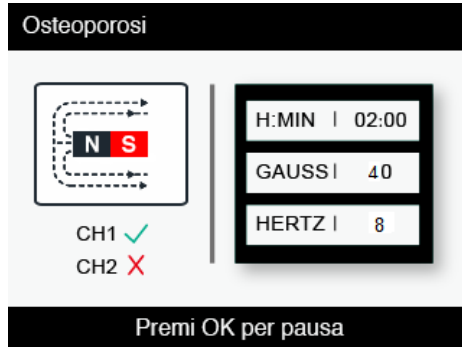 Osteoporosi
N S
CH1 ✓
CH2 X
H:MIN | 02:00
GAUSS | 40
HERTZ | 8
Premi OK per pausa